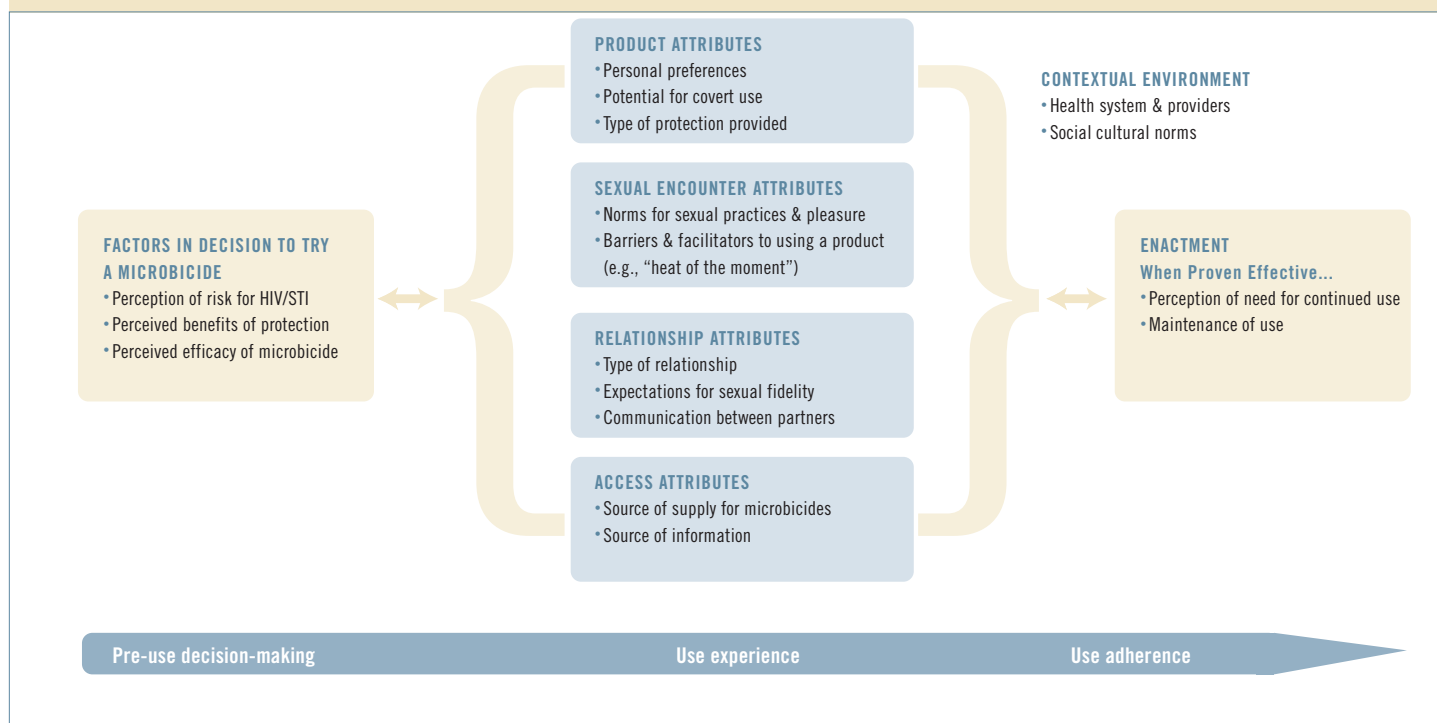 FACTORS IN DECISION TO TRY
A MICROBICIDE
• Perception of risk for HIV/STI
• Perceived benefits of protection
• Perceived efficacy of microbicide
PRODUCT ATTRIBUTES
• Personal preferences
• Potential for covert use
• Type of protection provided
SEXUAL ENCOUNTER ATTRIBUTES
• Norms for sexual practices & pleasure
• Barriers & facilitators to using a product
(e.g., “heat of the moment”)
RELATIONSHIP ATTRIBUTES
• Type of relationship
• Expectations for sexual fidelity
• Communication between partners
ACCESS ATTRIBUTES
• Source of supply for microbicides
• Source of information
CONTEXTUAL ENVIRONMENT
• Health system & providers
• Social cultural norms
ENACTMENT
When Proven Effective...
• Perception of need for continued use
• Maintenance of use
Pre-use decision-making
Use experience
Use adherence